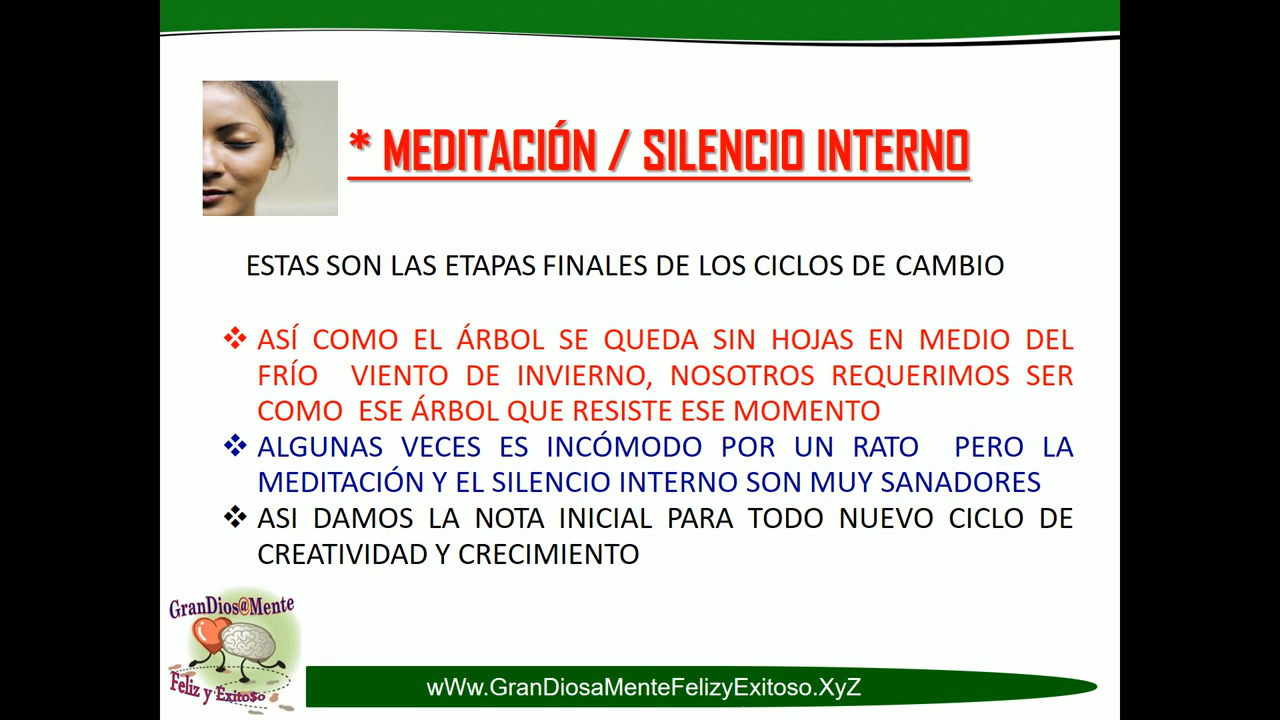 * MEDITACIÓN / SILENCIO INTERNO
ESTAS SON LAS ETAPAS FINALES DE LOS CICLOS DE CAMBIO
❖ ASÍ COMO EL ÁRBOL SE QUEDA SIN HOJAS EN MEDIO DEL
FRÍO VIENTO DE INVIERNO, NOSOTROS REQUERIMOS SER
COMO ESE ÁRBOL QUE RESISTE ESE MOMENTO
❖ ALGUNAS VECES ES INCÓMODO POR UN RATO PERO LA
MEDITACIÓN Y EL SILENCIO INTERNO SON MUY SANADORES
❖ ASI DAMOS LA NOTA INICIAL PARA TODO NUEVO CICLO DE
CREATIVIDAD Y CRECIMIENTO
GranDios@Mente
Feliz y Exito$o
wWw.GranDiosaMenteFelizyExitoso.XyZ